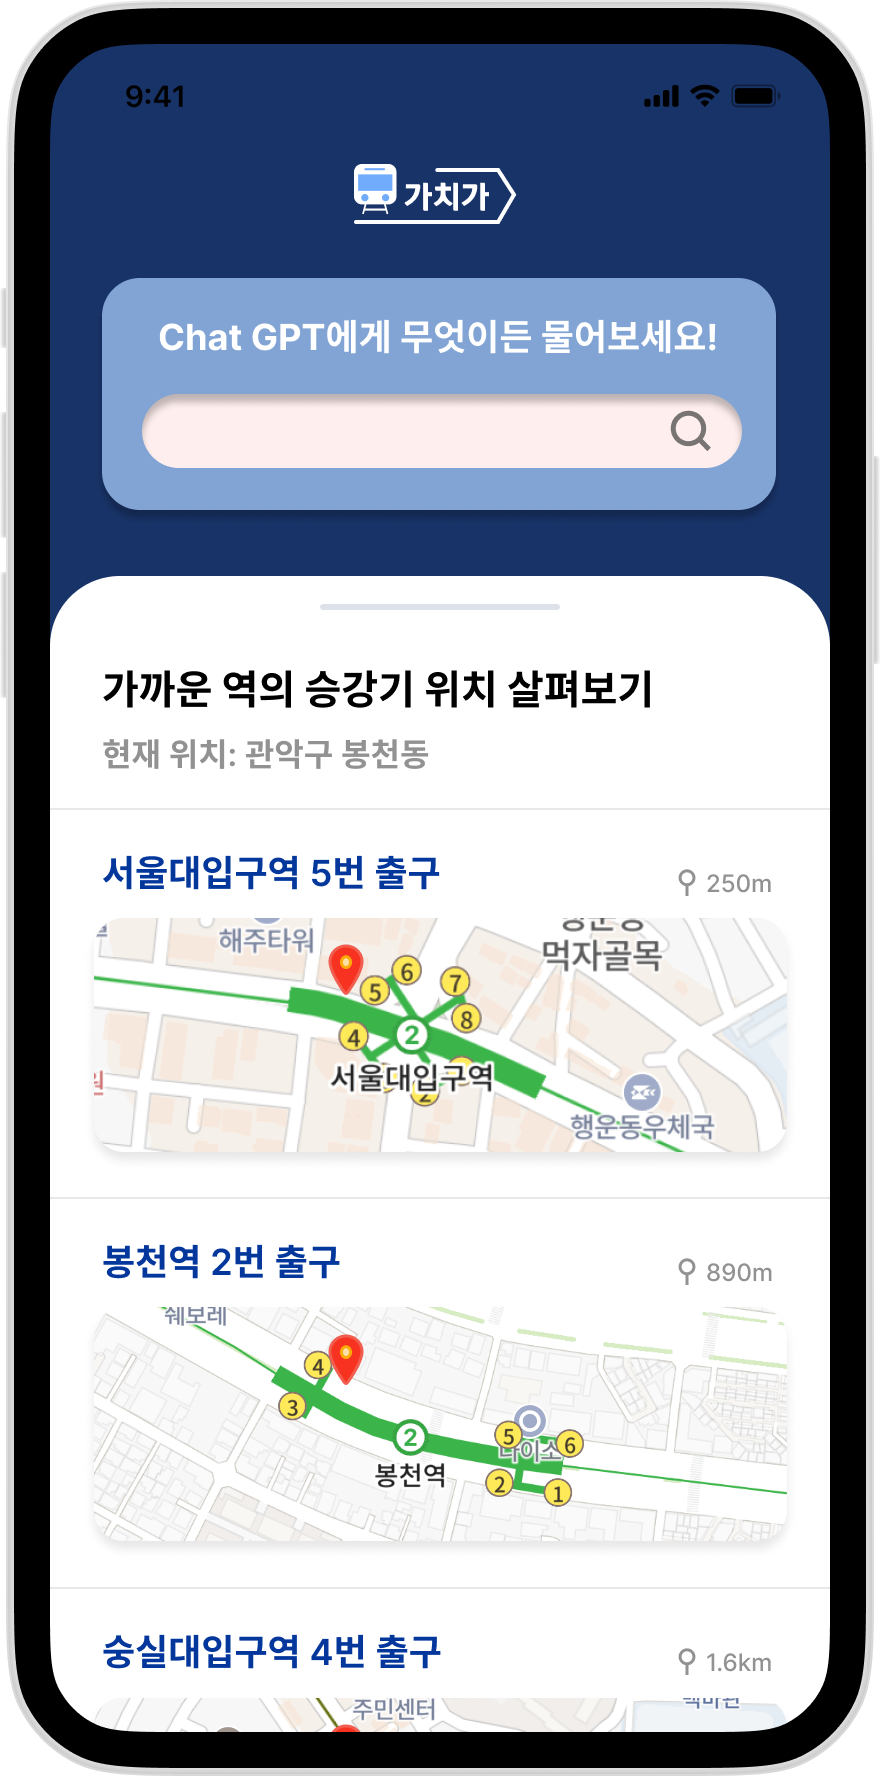 9:41
가치가
Chat GPT에게 무엇이든 물어보세요!
가까운 역의 승강기 위치 살펴보기
현재 위치: 관악구 봉천동
서울대입구역 5번 출구
250m
해주타워
먹자골목
6
5
7
8
4
2
서울대입구역
2
원
행운동우체국
봉천역 2번 출구
890m
쉐보레
4
3
2
봉천역
5
다이소
6
2
1
숭실대입구역 4번 출구
1.6km
주민센터